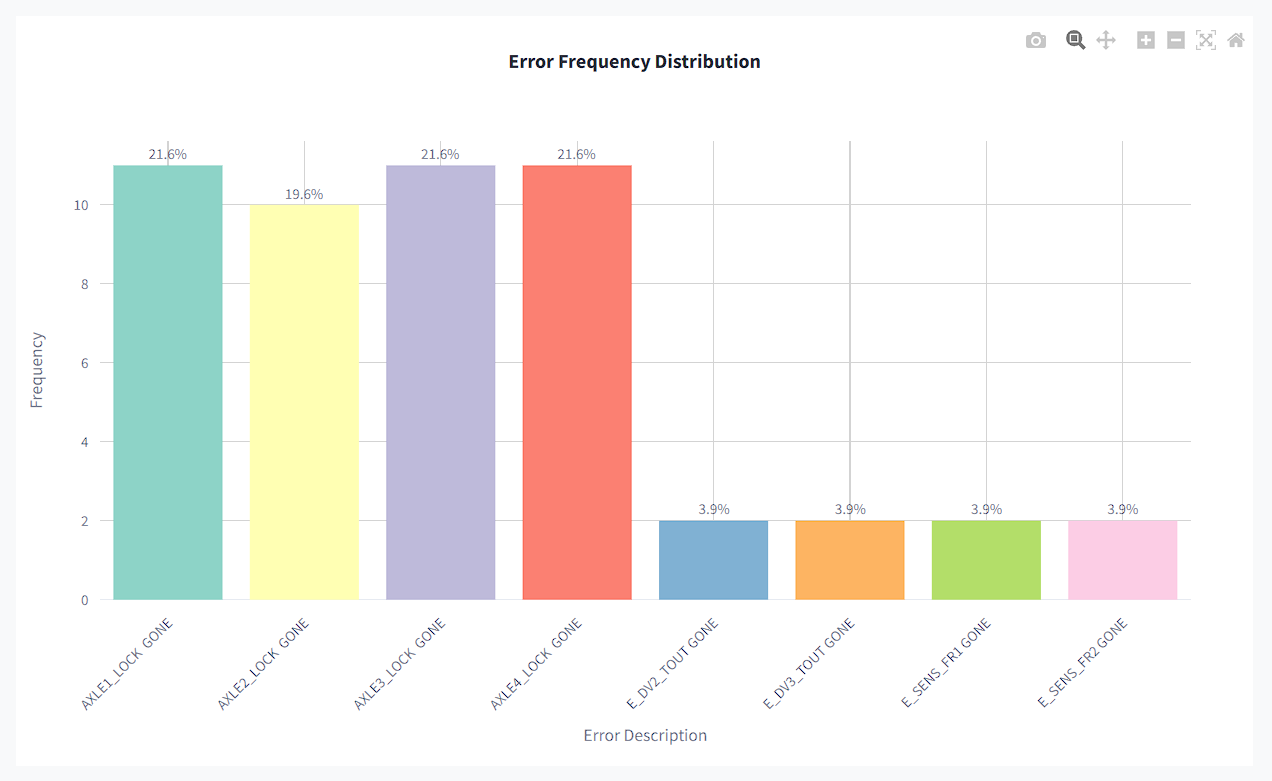 Error Frequency Distribution
21.6%
19.6%
21.6%
21.6%
3.9%
3.9%
3.9%
3.9%
10
8
6
4
2
0
Frequency
AXLE1_LOCK GONE
AXLE2_LOCK GONE
AXLE3_LOCK GONE
AXLE4_LOCK GONE
E_DV2_TOUT GONE
E_DV3_TOUT GONE
E_SENS_FR1 GONE
E_SENS_FR2 GONE
Error Description